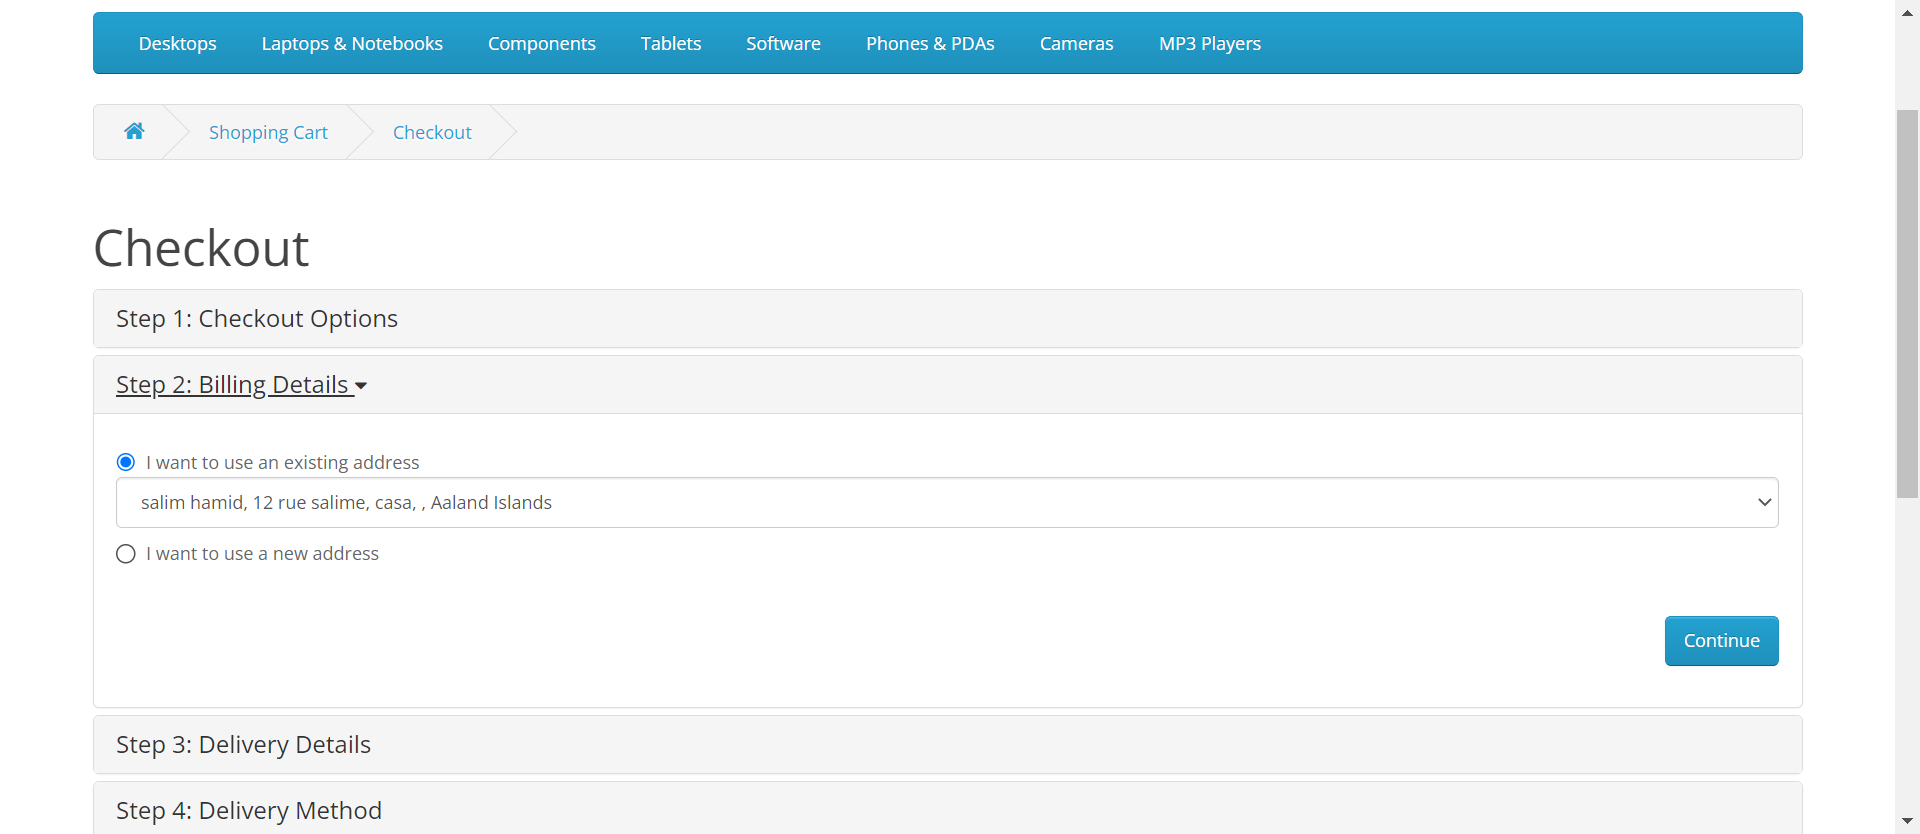 Desktops Laptops & Notebooks Components Tablets Software Phones & PDAs Cameras MP3 Players
Shopping Cart Checkout
Checkout
Step 1: Checkout Options
Step 2: Billing Details
I want to use an existing address
salim hamid, 12 rue salime, casa, , Aaland Islands
I want to use a new address
Continue
Step 3: Delivery Details
Step 4: Delivery Method